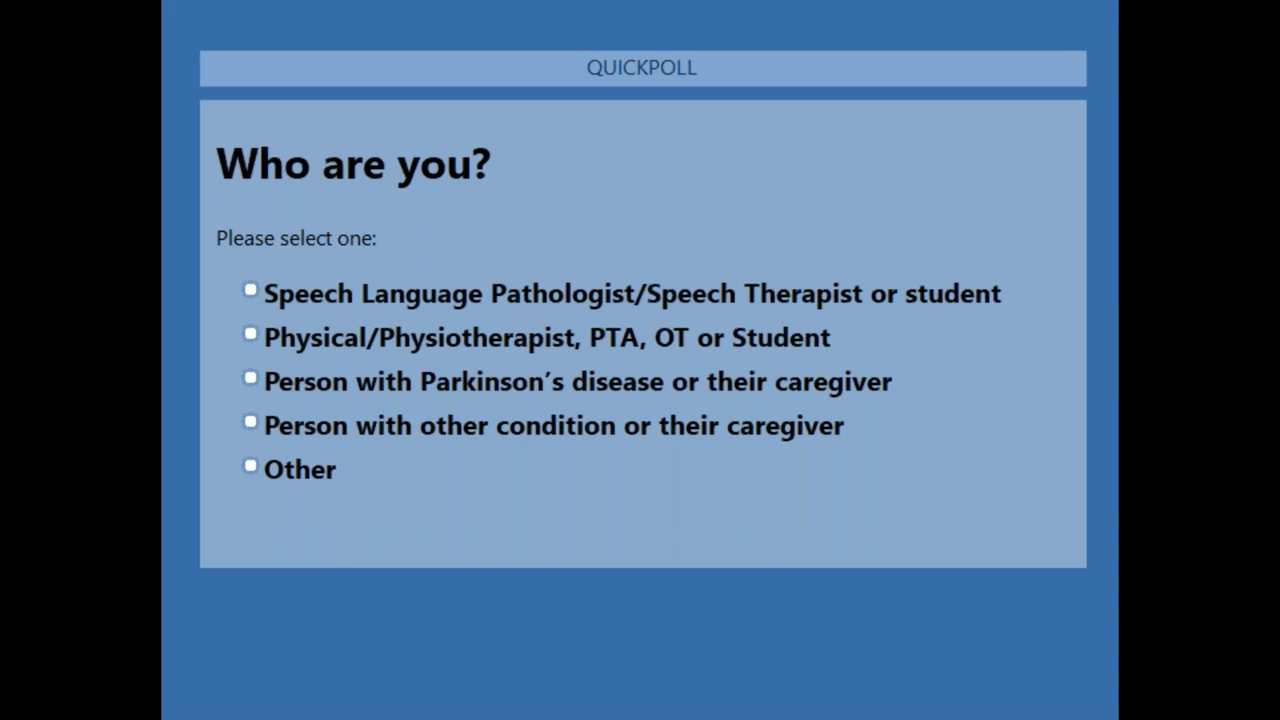 QUICKPOLL
Who are you?
Please select one:
Speech Language Pathologist/Speech Therapist or student
Physical/Physiotherapist, PTA, OT or Student
Person with Parkinson’s disease or their caregiver
Person with other condition or their caregiver
Other